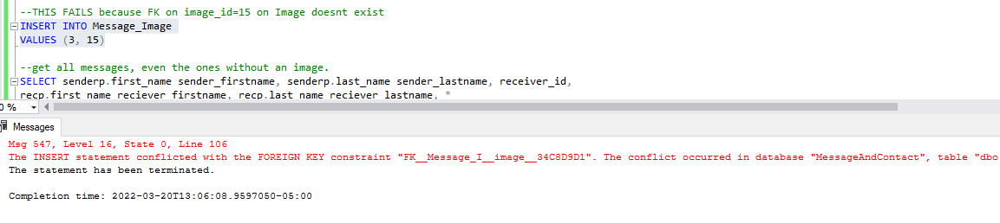 --THIS FAILS because FK on image_id=15 on Image doesnt exist
INSERT INTO Message_Image
VALUES (3, 15)
--get all messages, even the ones without an image.
SELECT senderp.first_name sender_firstname, senderp.last_name sender_lastname, receiver_id,
recp.first_name reciever_firstname, recp.last_name reciever_lastname, *
0 %
Messages
Msg 547, Level 16, State 0, Line 106
The INSERT statement conflicted with the FOREIGN KEY constraint "FK__Message_I__image__34C8D9D1". The conflict occurred in database "MessageAndContact", table "dbo
The statement has been terminated.
Completion time: 2022-03-20T13:06:08.9597050-05:00